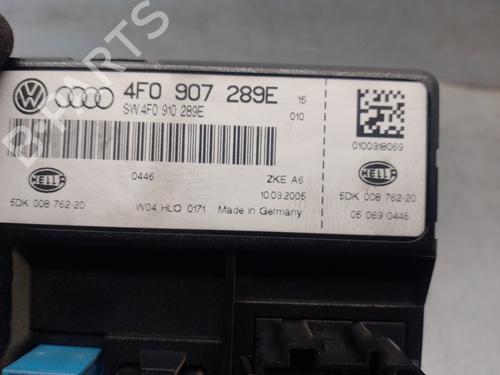 4F0 907 289E 15
SW:4F0 910 289E 010
0100318069
0446 ZKE A6
HELLA 10.03.2005 HELLA
5DK 008 762-20 W04 HLO 0171 Made in Germany 5DK 008 762-20
05 069 0446
B-PARTS